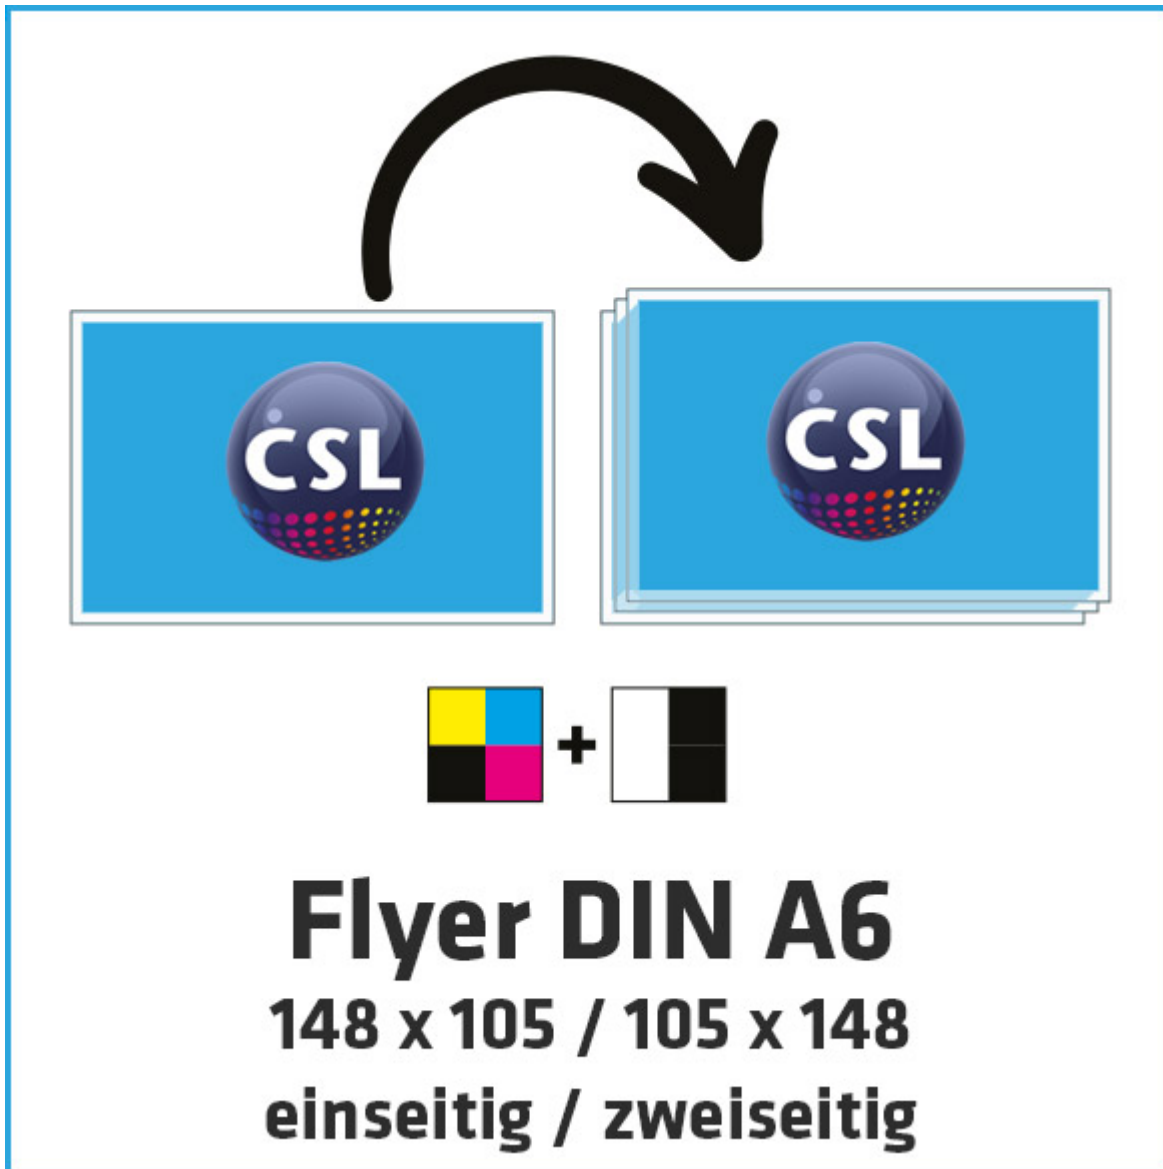 CSL
CSL
Flyer DIN A6
148 x 105 / 105 x 148
einseitig / zweiseitig